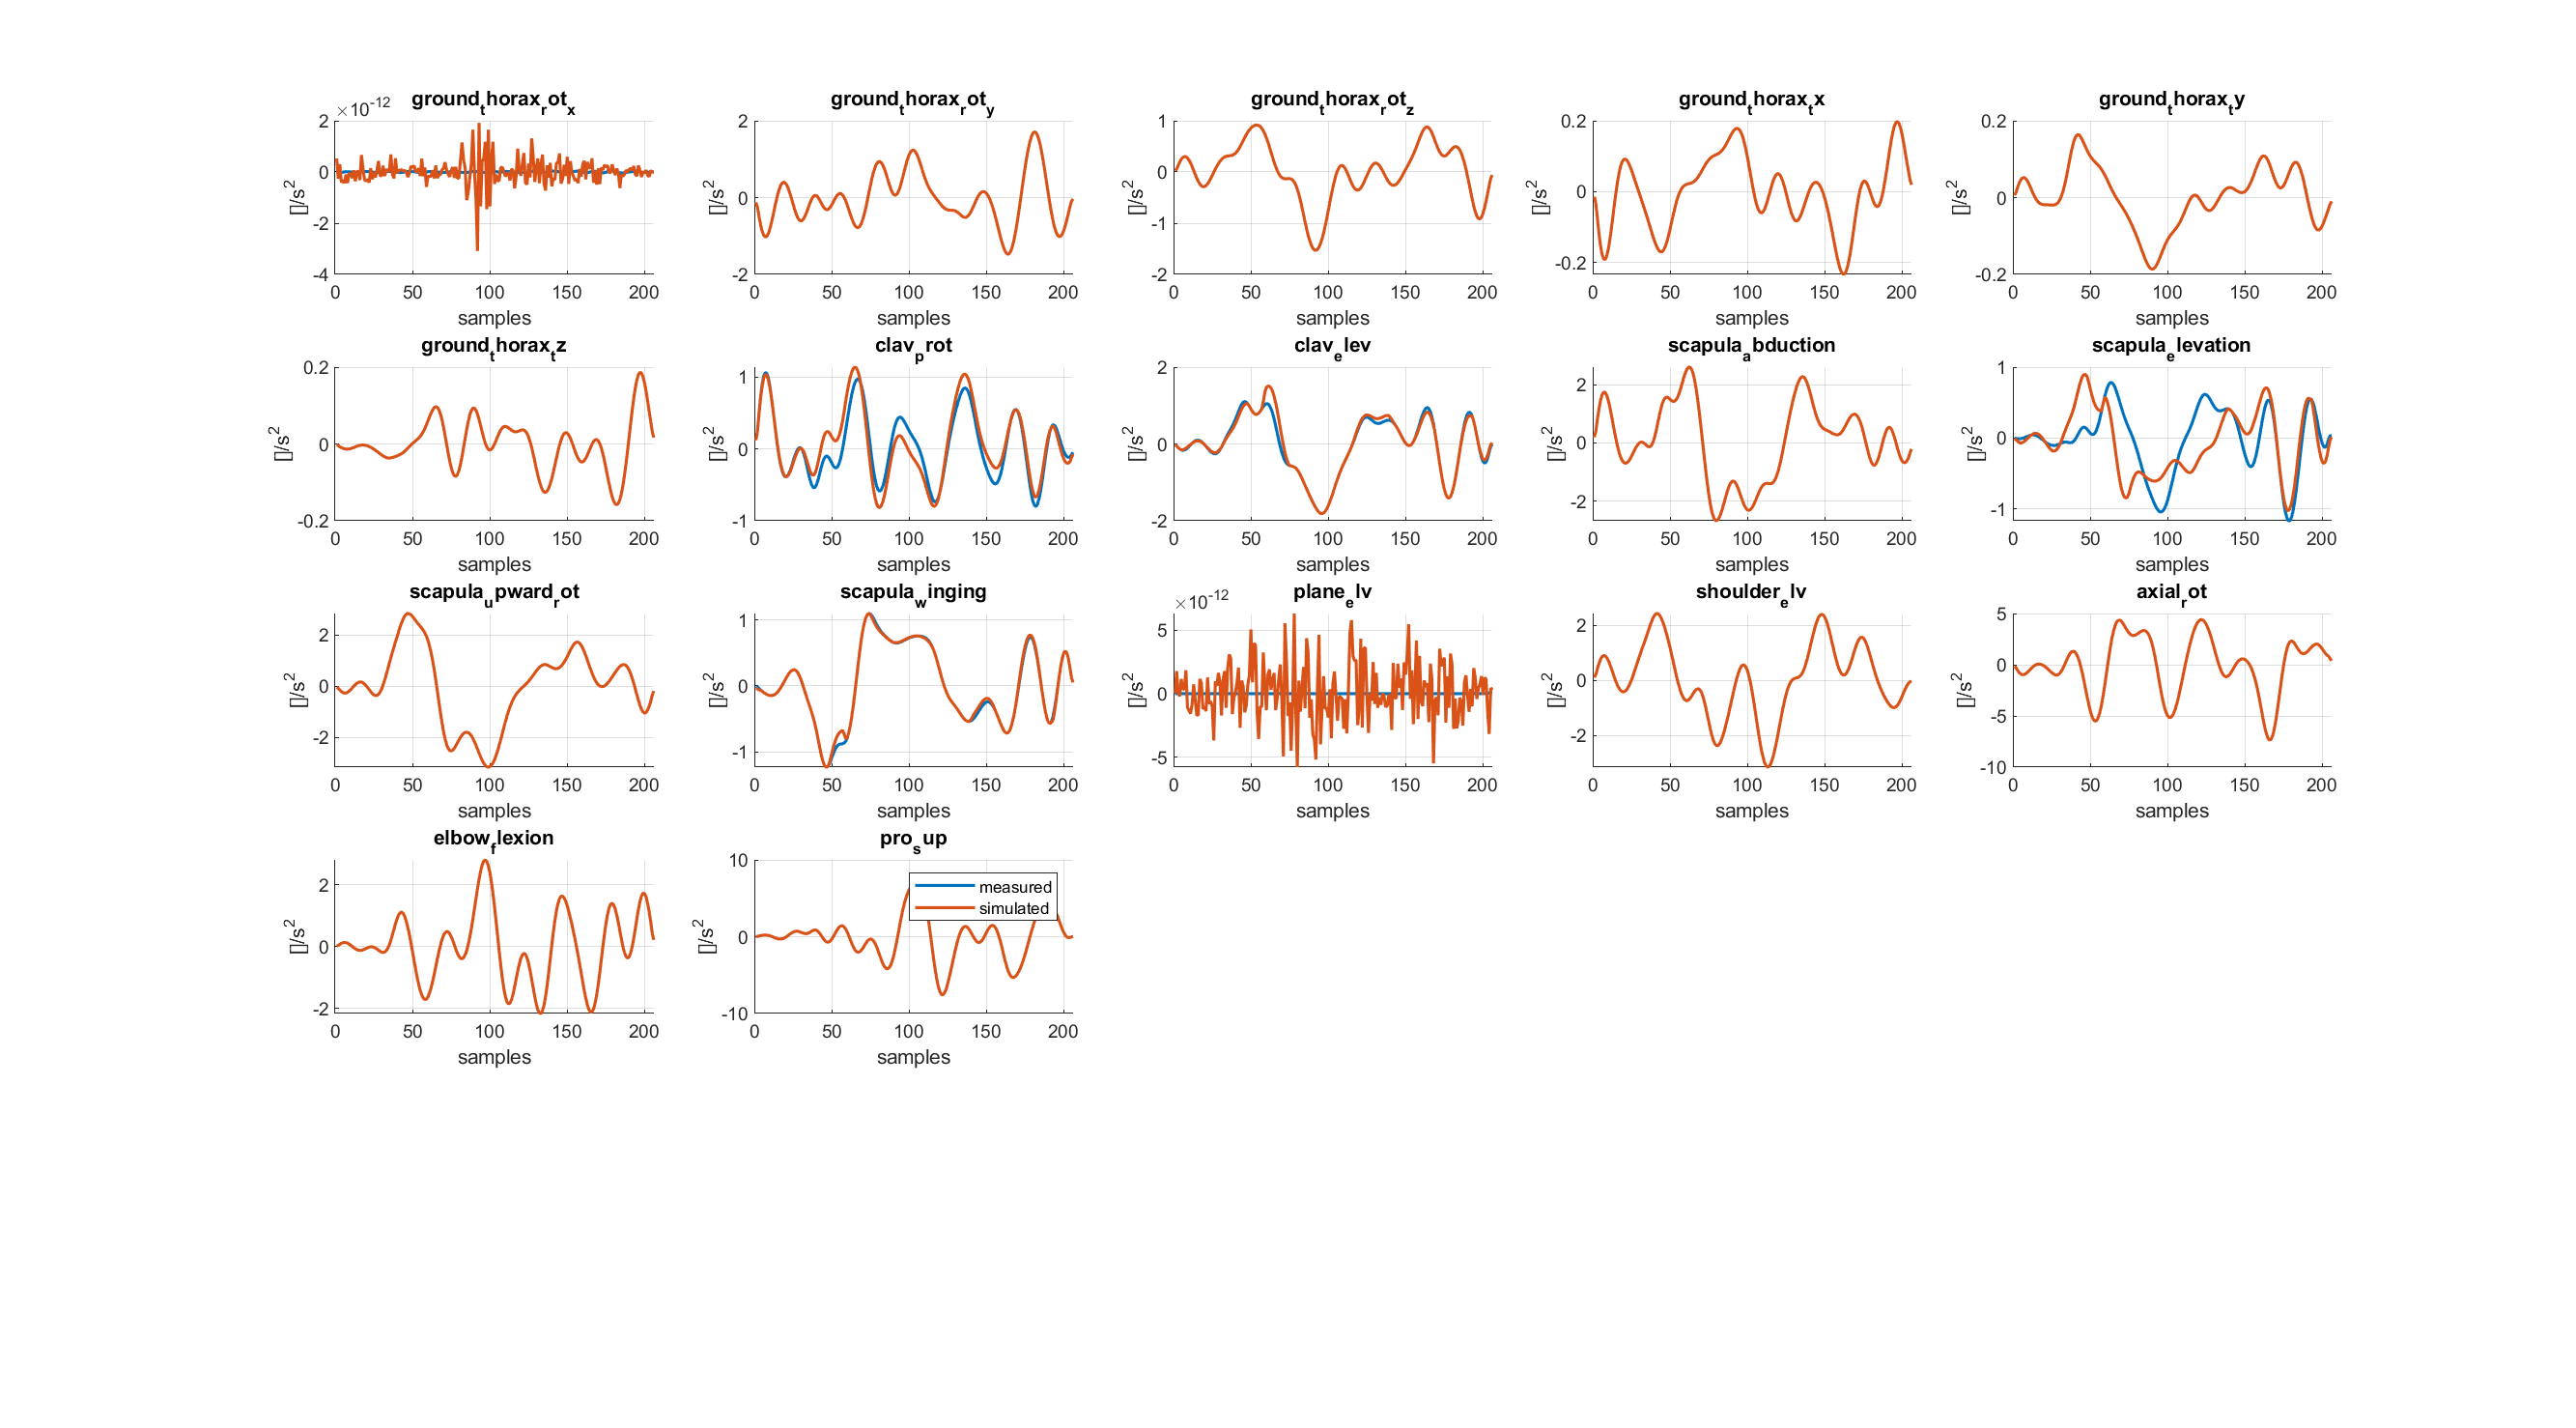 ground_thorax_rot_x
×10^-12
2
0
-2
-4
[]/s^2
0 50 100 150 200
samples
ground_thorax_rot_y
2
0
-2
[]/s^2
0 50 100 150 200
samples
ground_thorax_rot_z
1
0
-1
-2
[]/s^2
0 50 100 150 200
samples
ground_thorax_tx
0.2
0
-0.2
[]/s^2
0 50 100 150 200
samples
ground_thorax_ty
0.2
0
-0.2
[]/s^2
0 50 100 150 200
samples
ground_thorax_tz
0.2
0
-0.2
[]/s^2
0 50 100 150 200
samples
clav_prot
1
0
-1
[]/s^2
0 50 100 150 200
samples
clav_elev
2
0
-2
[]/s^2
0 50 100 150 200
samples
scapula_abduction
2
0
-2
[]/s^2
0 50 100 150 200
samples
scapula_elevation
1
0
-1
[]/s^2
0 50 100 150 200
samples
scapula_upward_rot
2
0
-2
[]/s^2
0 50 100 150 200
samples
scapula_winging
1
0
-1
[]/s^2
0 50 100 150 200
samples
plane_elv
×10^-12
5
0
-5
[]/s^2
0 50 100 150 200
samples
shoulder_elv
2
0
-2
[]/s^2
0 50 100 150 200
samples
axial_rot
5
0
-5
-10
[]/s^2
0 50 100 150 200
samples
elbow_flexion
2
0
-2
[]/s^2
0 50 100 150 200
samples
pro_sup
10
0
-10
[]/s^2
0 50 100 150 200
samples
measured
simulated